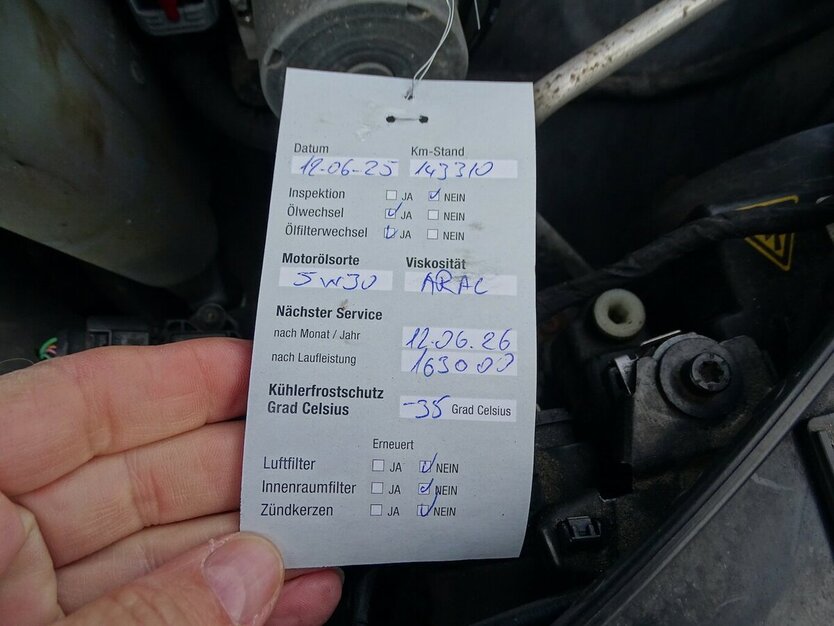 Datum Km-Stand
12-06-25 143310
Inspektion JA NEIN
Ölwechsel JA NEIN
Ölfilterwechsel JA NEIN
Motorölsorte Viskosität
5W30 ARAL
Nächster Service
nach Monat / Jahr 12.06.26
nach Laufleistung 163000
Kühlerfrostschutz
Grad Celsius -35 Grad Celsius
Erneuert
Luftfilter JA NEIN
Innenraumfilter JA NEIN
Zündkerzen JA NEIN